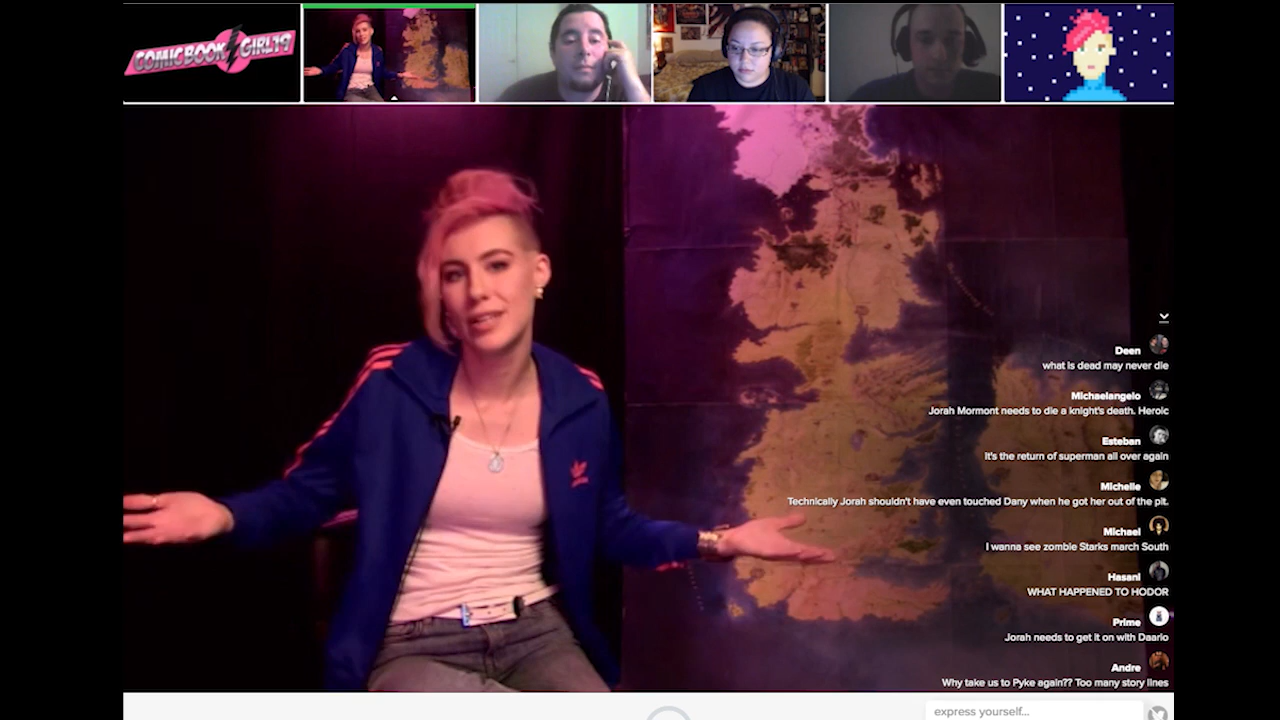 COMICBOOK GIRL19
Deen
what is dead may never die
Michaelangelo
Jorah Mormont needs to die a knight's death. Heroic
Esteban
it's the return of superman all over again
Michelle
Technically Jorah shouldn't have even touched Dany when he got her out of the pit.
Michael
I wanna see zombie Starks march South
Hasani
WHAT HAPPENED TO HODOR
Prime
Jorah needs to get it on with Daario
Andre
Why take us to Pyke again?? Too many story lines
express yourself...